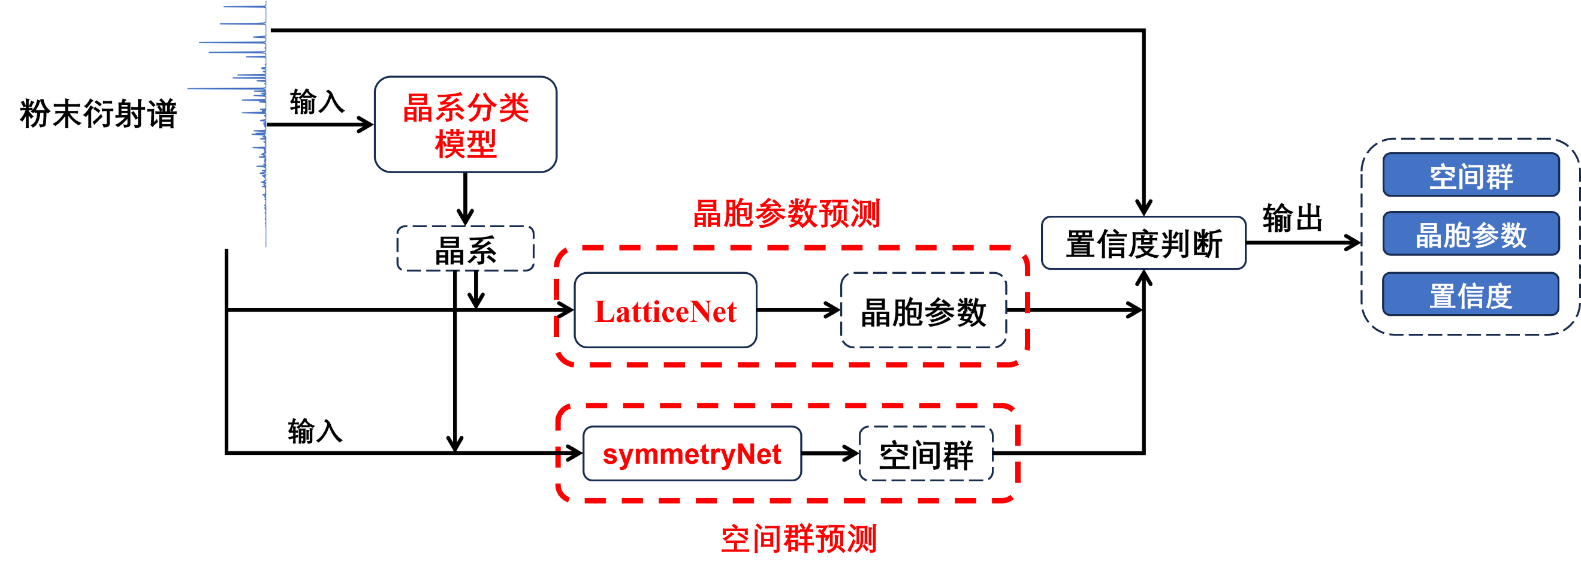 粉末衍射谱
输入
晶系分类
模型
晶系
晶胞参数预测
LatticeNet
晶胞参数
输入
symmetryNet
空间群
空间群预测
置信度判断
输出
空间群
晶胞参数
置信度